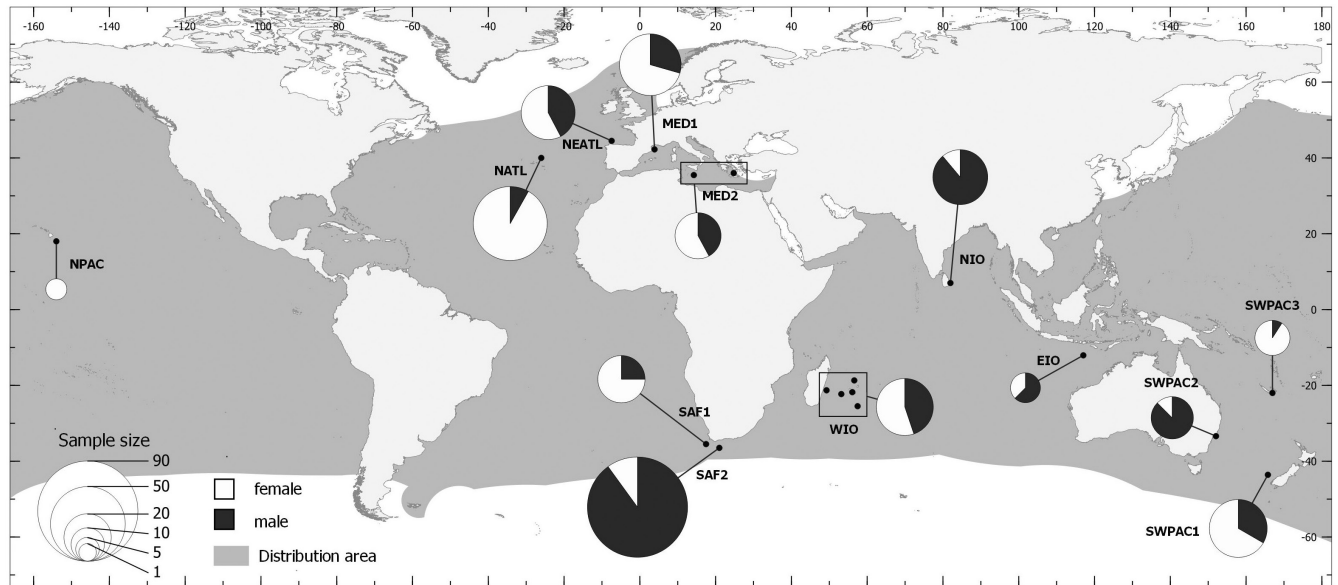 -160 -140 -120 -100 -80 -60 -40 -20 0 20 40 60 80 100 120 140 160 180
60
MED1
NEATL
40
NATL
MED2
20
NPAC
NIO
0
SWPAC3
EIO
SWPAC2
-20
SAF1
WIO
Sample size
90
-40
SAF2
50
female
20
male
10
SWPAC1
-60
5
Distribution area
1